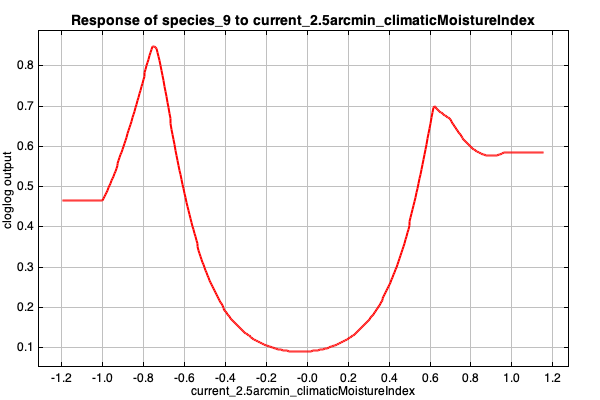 Response of species_9 to current_2.5arcmin_climaticMoistureIndex
cloglog output
0.8
0.7
0.6
0.5
0.4
0.3
0.2
0.1
-1.2 -1.0 -0.8 -0.6 -0.4 -0.2 -0.0 0.2 0.4 0.6 0.8 1.0 1.2
current_2.5arcmin_climaticMoistureIndex